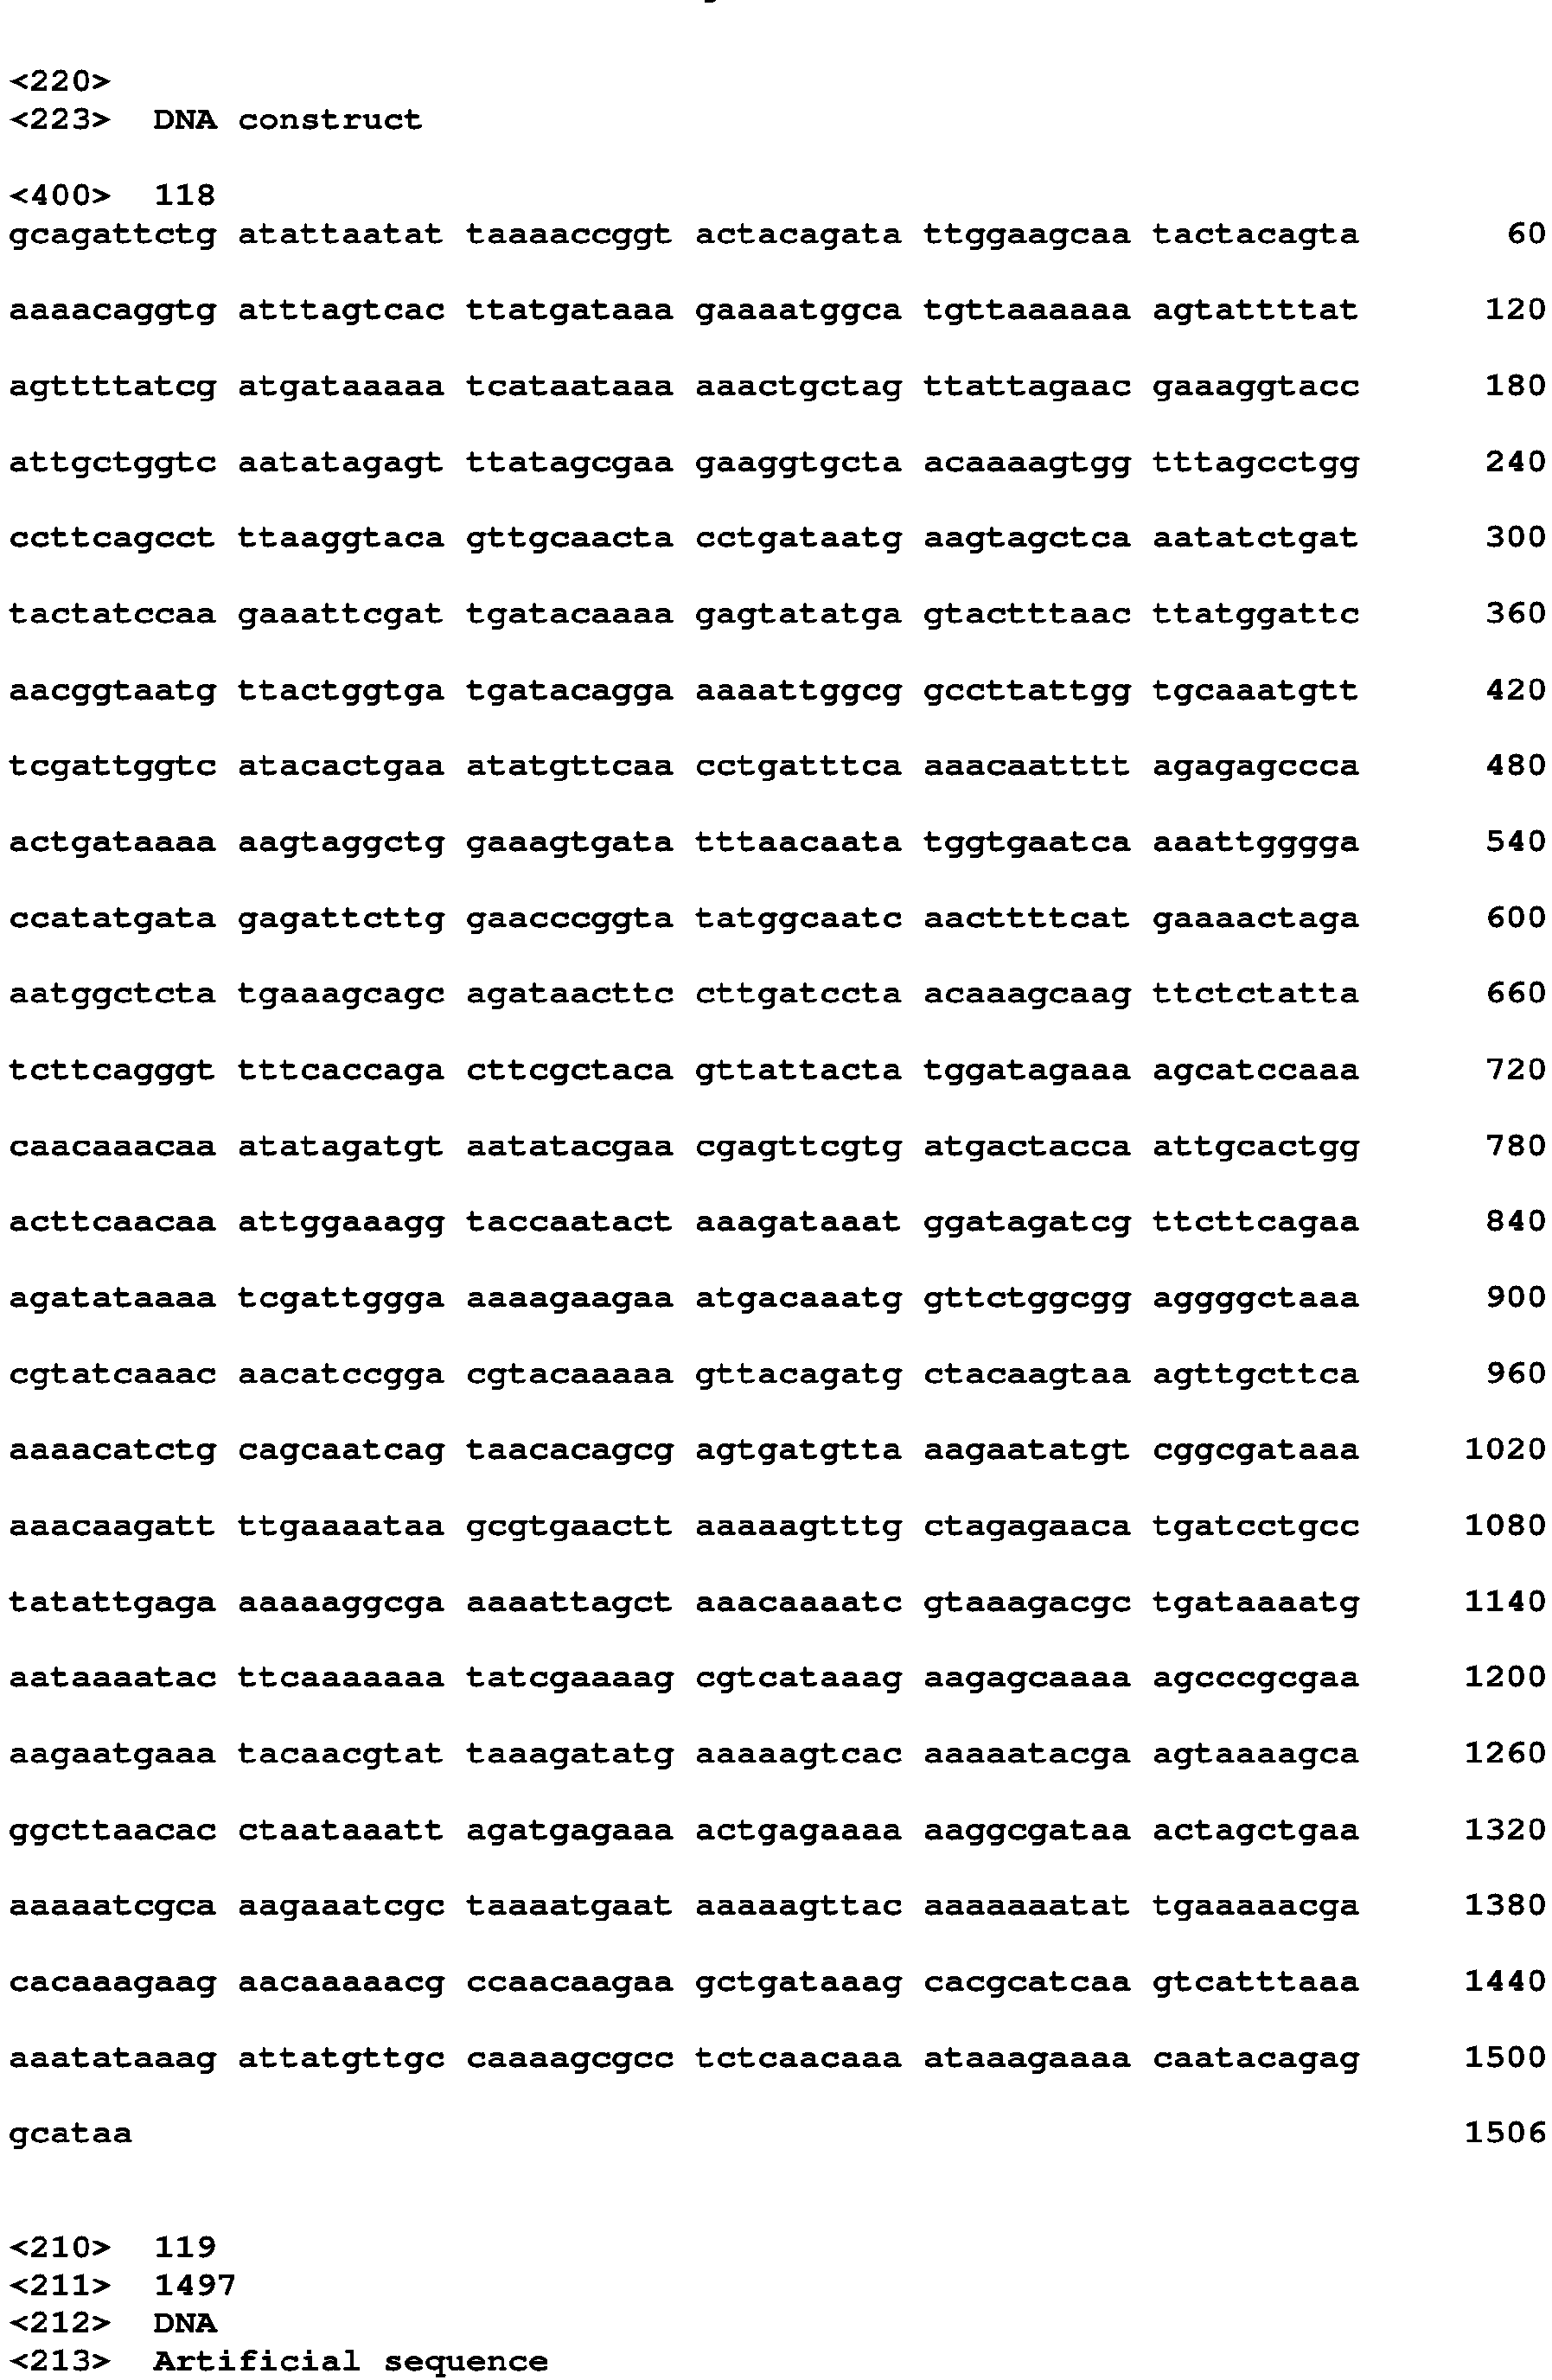 <220>
<223> DNA construct
<400> 118
gcagattctg atattaatat taaaaccggt actacagata ttggaagcaa tactacagta 60
aaaacaggtg atttagtcac ttatgataaa gaaaatggca tgttaaaaaa agtattttat 120
agttttatcg atgataaaaa tcataataaa aaactgctag ttattagaac gaaaggtacc 180
attgctggtc aatatagagt ttatagcgaa gaaggtgcta acaaaagtgg tttagcctgg 240
ccttcagcct ttaaggtaca gttgcaacta cctgataatg aagtagctca aatatctgat 300
tactatccaa gaaattcgat tgatacaaaa gagtatatga gtactttaac ttatggattc 360
aacggtaatg ttactggtga tgatacagga aaaattggcg gccttattgg tgcaaatgtt 420
tcgattggtc atacactgaa atatgttcaa cctgatttca aaacaatttt agagagccca 480
actgataaaa aagtaggctg gaaagtgata tttaacaata tggtgaatca aaattgggga 540
ccatatgata gagattcttg gaacccggta tatggcaatc aacttttcat gaaaactaga 600
aatggctcta tgaaagcagc agataacttc cttgatccta acaaagcaag ttctctatta 660
tcttcagggt tttcaccaga cttcgctaca gttattacta tggatagaaa agcatccaaa 720
caacaaacaa atatagatgt aatatacgaa cgagttcgtg atgactacca attgcactgg 780
acttcaacaa attggaaagg taccaatact aaagataaat ggatagatcg ttcttcagaa 840
agatataaaa tcgattggga aaaagaagaa atgacaaatg gttctggcgg aggggctaaa 900
cgtatcaaac aacatccgga cgtacaaaaa gttacagatg ctacaagtaa agttgcttca 960
aaaacatctg cagcaatcag taacacagcg agtgatgtta aagaatatgt cggcgataaa 1020
aaacaagatt ttgaaaataa gcgtgaactt aaaaagtttg ctagagaaca tgatcctgcc 1080
tatattgaga aaaaaggcga aaaattagct aaacaaaatc gtaaagacgc tgataaaatg 1140
aataaaatac ttcaaaaaaa tatcgaaaag cgtcataaag aagagcaaaa agcccgcgaa 1200
aagaatgaaa tacaacgtat taaagatatg aaaaagtcac aaaaatacga agtaaaagca 1260
ggcttaacac ctaataaatt agatgagaaa actgagaaaa aaggcgataa actagctgaa 1320
aaaaatcgca aagaaatcgc taaaatgaat aaaaagttac aaaaaaatat tgaaaaacga 1380
cacaaagaag aacaaaaacg ccaacaagaa gctgataaag cacgcatcaa gtcatttaaa 1440
aaatataaag attatgttgc caaaagcgcc tctcaacaaa ataaagaaaa caatacagag 1500
gcataa 1506
<210> 119
<211> 1497
<212> DNA
<213> Artificial sequence